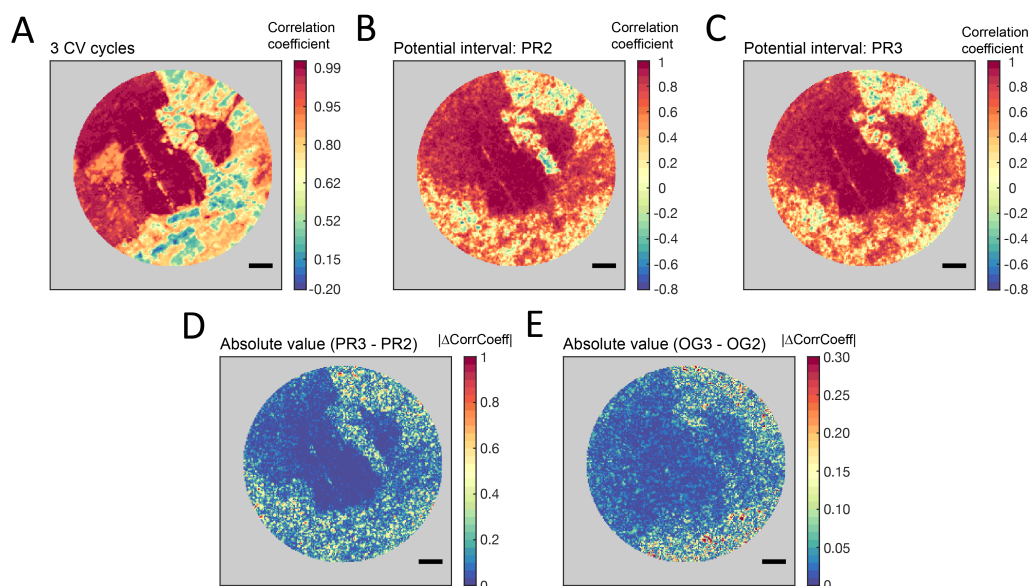 A
3 CV cycles
Correlation
coefficient
0.99
0.95
0.80
0.62
0.52
0.15
-0.20
B
Potential interval: PR2
Correlation
coefficient
1
0.8
0.6
0.4
0.2
0
-0.2
-0.4
-0.6
-0.8
C
Potential interval: PR3
Correlation
coefficient
1
0.8
0.6
0.4
0.2
0
-0.2
-0.4
-0.6
-0.8
D
Absolute value (PR3 - PR2)
|ΔCorrCoeff|
1
0.8
0.6
0.4
0.2
0
E
Absolute value (OG3 - OG2)
|ΔCorrCoeff|
0.30
0.25
0.20
0.15
0.10
0.05
0